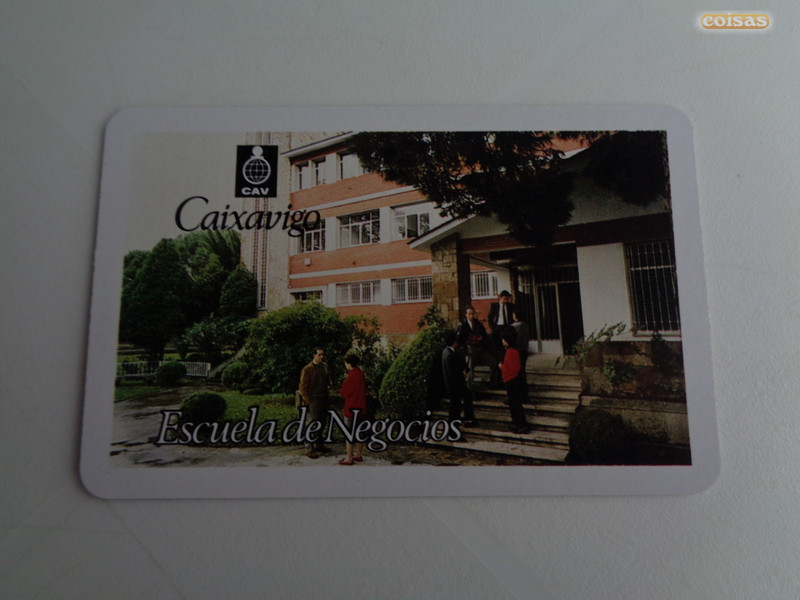 coisas
CAV
Caixavigo
Escuela de Negocios